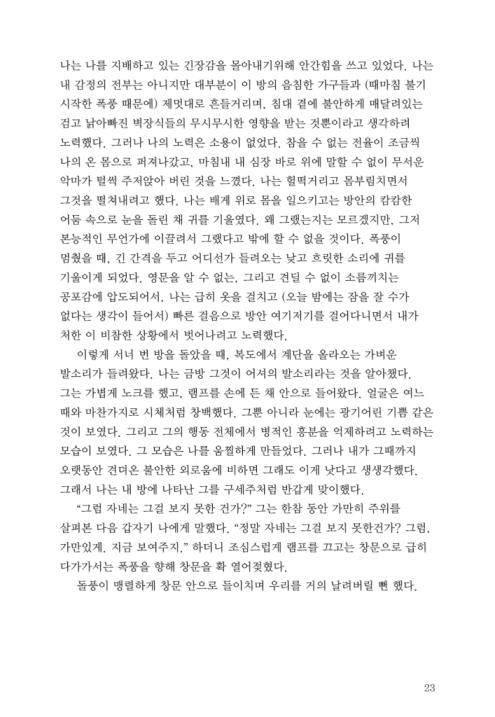 나는 나를 지배하고 있는 긴장감을 몰아내기위해 안간힘을 쓰고 있었다. 나는
내 감정의 전부는 아니지만 대부분이 이 방의 음침한 가구들과 (때마침 불기
시작한 폭풍 때문에) 제멋대로 흔들거리며, 침대 곁에 불안하게 매달려있는
검고 낡아빠진 벽장식들의 무시무시한 영향을 받는 것뿐이라고 생각하려
노력했다. 그러나 나의 노력은 소용이 없었다. 참을 수 없는 전율이 조금씩
나의 온 몸으로 퍼져나갔고, 마침내 내 심장 바로 위에 말할 수 없이 무서운
악마가 털썩 주저앉아 버린 것을 느꼈다. 나는 헐떡거리고 몸부림치면서
그것을 떨쳐내려고 했다. 나는 베게 위로 몸을 일으키고는 방안의 캄캄한
어둠 속으로 눈을 돌린 채 귀를 기울였다. 왜 그랬는지는 모르겠지만, 그저
본능적인 무언가에 이끌려서 그랬다고 밖에 할 수 없을 것이다. 폭풍이
멈췄을 때, 긴 간격을 두고 어디선가 들려오는 낮고 흐릿한 소리에 귀를
기울이게 되었다. 영문을 알 수 없는, 그리고 견딜 수 없이 소름끼치는
공포감에 압도되어서, 나는 급히 옷을 걸치고 (오늘 밤에는 잠을 잘 수가
없다는 생각이 들어서) 빠른 걸음으로 방안 여기저기를 걸어다니면서 내가
처한 이 비참한 상황에서 벗어나려고 노력했다.
이렇게 서너 번 방을 돌았을 때, 복도에서 계단을 올라오는 가벼운
발소리가 들려왔다. 나는 금방 그것이 어셔의 발소리라는 것을 알아챘다.
그는 가볍게 노크를 했고, 램프를 손에 든 채 안으로 들어왔다. 얼굴은 여느
때와 마찬가지로 시체처럼 창백했다. 그뿐 아니라 눈에는 광기어린 기쁨 같은
것이 보였다. 그리고 그의 행동 전체에서 병적인 흥분을 억제하려고 노력하는
모습이 보였다. 그 모습은 나를 움찔하게 만들었다. 그러나 내가 그때까지
오랫동안 견뎌온 불안한 외로움에 비하면 그래도 이게 낫다고 생생각했다.
그래서 나는 내 방에 나타난 그를 구세주처럼 반갑게 맞이했다.
“그럼 자네는 그걸 보지 못한 건가?” 그는 한참 동안 가만히 주위를
살펴본 다음 갑자기 나에게 말했다. “정말 자네는 그걸 보지 못한건가? 그럼,
가만있게. 지금 보여주지.” 하더니 조심스럽게 램프를 끄고는 창문으로 급히
다가가서는 폭풍을 향해 창문을 확 열어젖혔다.
돌풍이 맹렬하게 창문 안으로 들이치며 우리를 거의 날려버릴 뻔 했다.
23